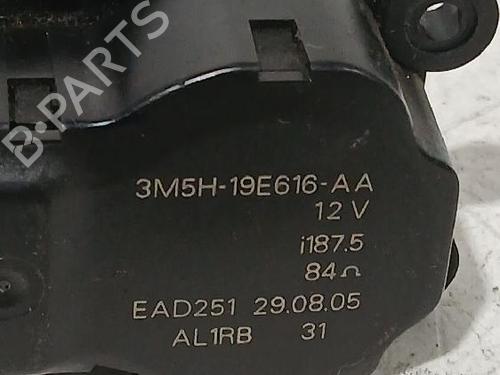 B-PARTS
3M5H-19E616-AA
12 V
i187.5
84Ω
EAD251 29.08.05
AL1RB 31